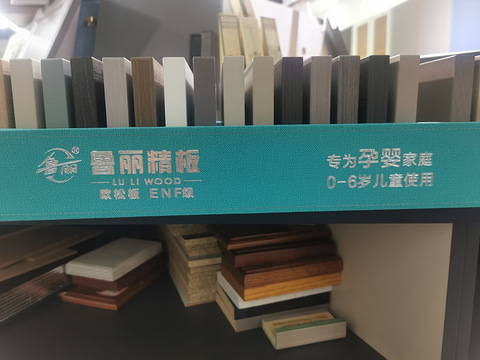 鲁丽®
鲁丽精板
LU LI WOOD
欧松板 ENF级
专为孕婴家庭
0-6岁儿童使用